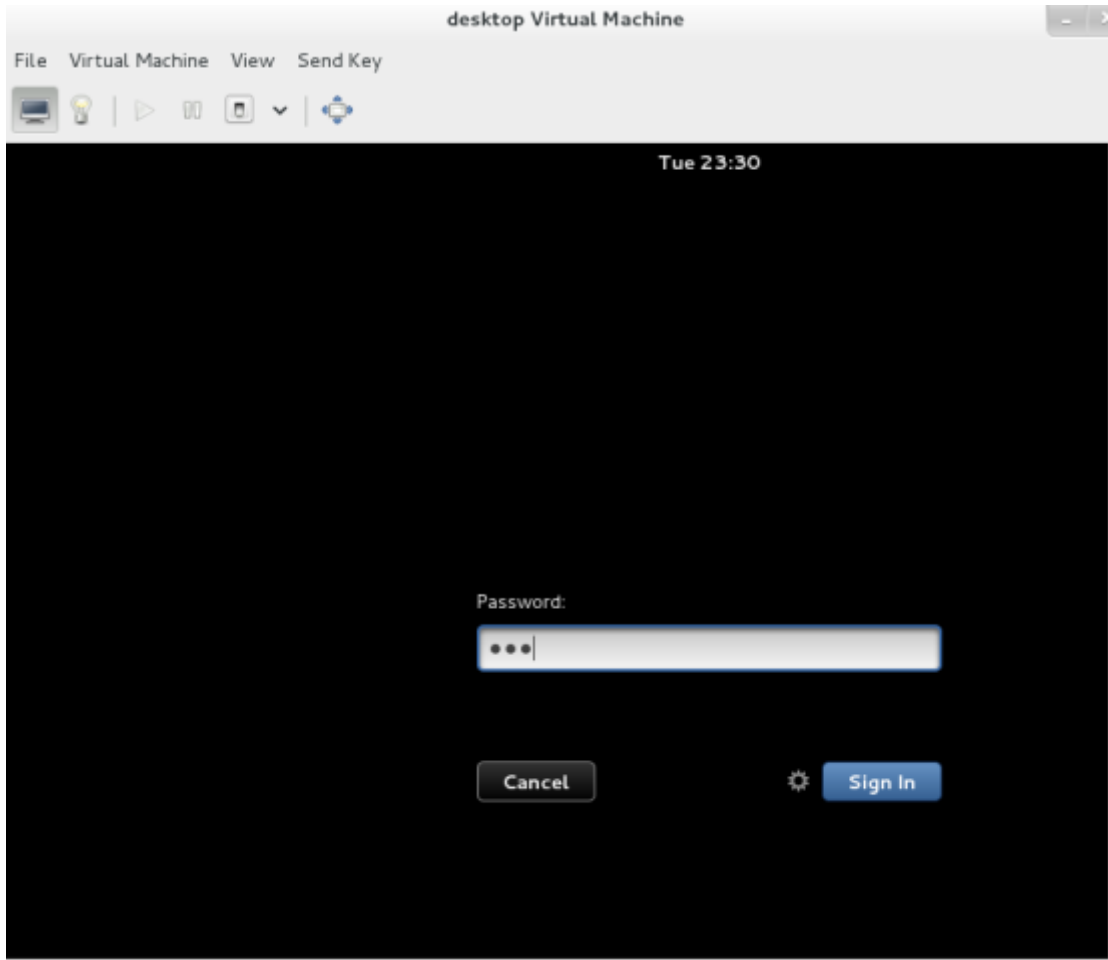 desktop Virtual Machine
File Virtual Machine View Send Key
Tue 23:30
Password:
Cancel Sign In